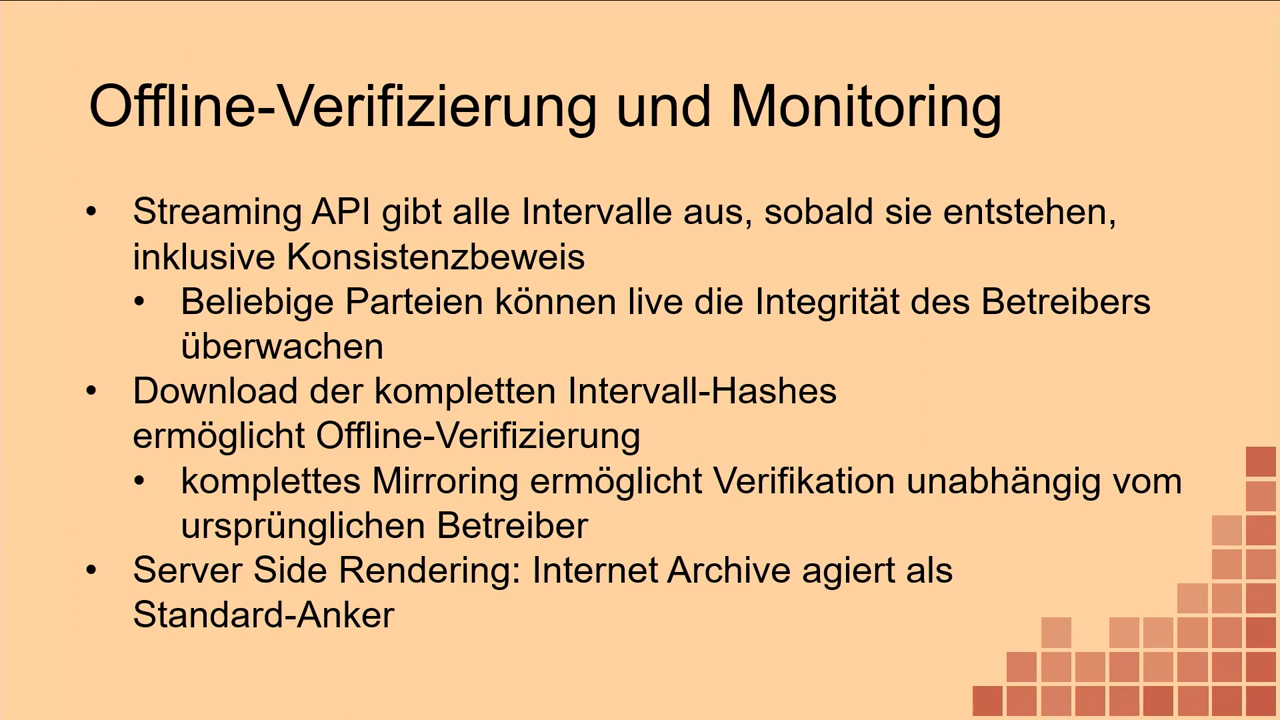 Offline-Verifizierung und Monitoring
• Streaming API gibt alle Intervalle aus, sobald sie entstehen,
inklusive Konsistenzbeweis
• Beliebige Parteien können live die Integrität des Betreibers
überwachen
• Download der kompletten Intervall-Hashes
ermöglicht Offline-Verifizierung
• komplettes Mirroring ermöglicht Verifikation unabhängig vom
ursprünglichen Betreiber
• Server Side Rendering: Internet Archive agiert als
Standard-Anker